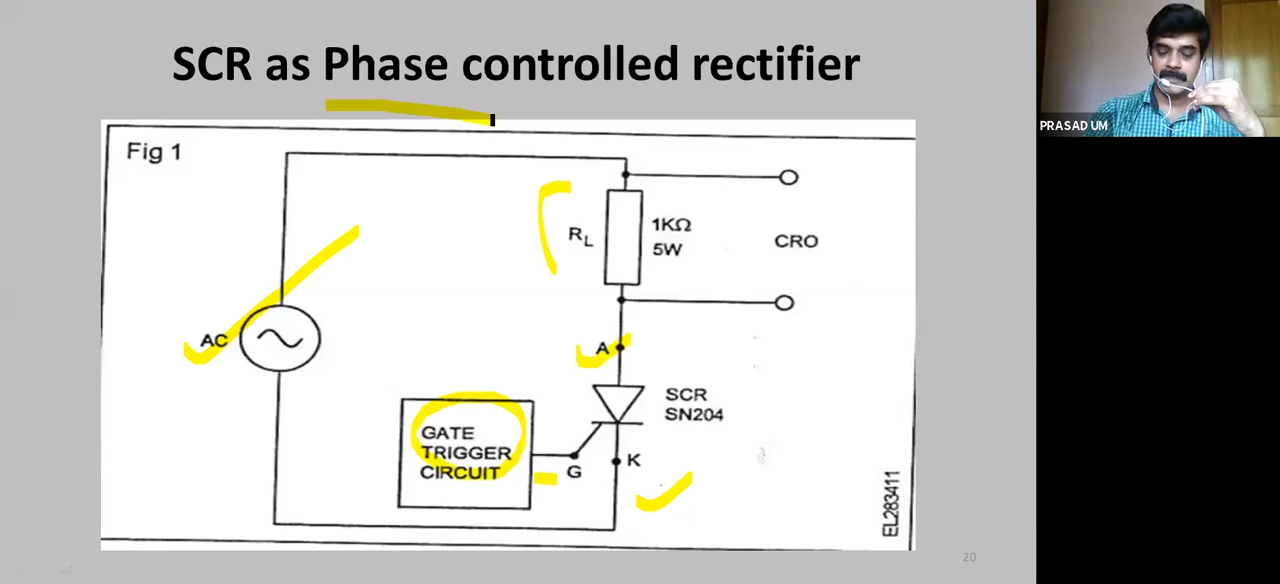 SCR as Phase controlled rectifier
PRASAD UM
Fig 1
R_L
1KΩ
5W
CRO
AC
A
SCR
SN204
GATE
TRIGGER
CIRCUIT
G
K
EL283411
20